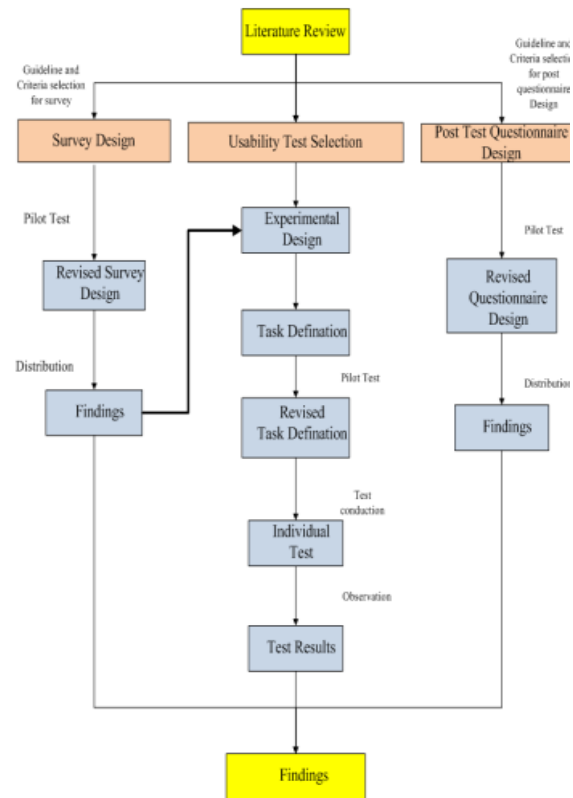 Literature Review
Guideline and
Criteria selection
for survey
Guideline and
Criteria selection
for post
questionnaire
Design
Survey Design
Usability Test Selection
Post Test Questionnaire
Design
Pilot Test
Experimental
Design
Pilot Test
Revised Survey
Design
Revised
Questionnaire
Design
Task Defination
Distribution
Pilot Test
Distribution
Findings
Revised
Task Defination
Findings
Test
conduction
Individual
Test
Observation
Test Results
Findings